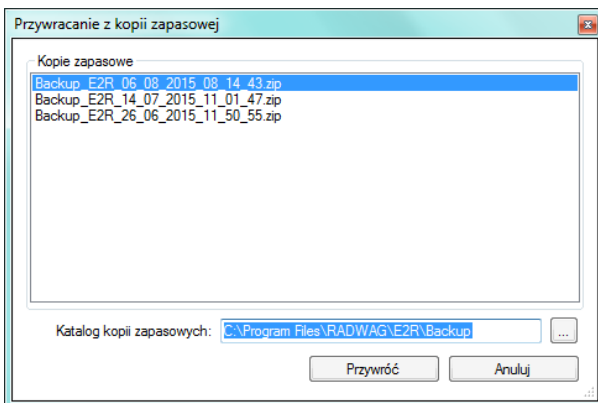 Przywracanie z kopii zapasowej
Kopie zapasowe
Backup_E2R_06_08_2015_08_14_43.zip
Backup_E2R_14_07_2015_11_01_47.zip
Backup_E2R_26_06_2015_11_50_55.zip
Katalog kopii zapasowych: C:\Program Files\RADWAG\E2R\Backup ...
Przywróć Anuluj